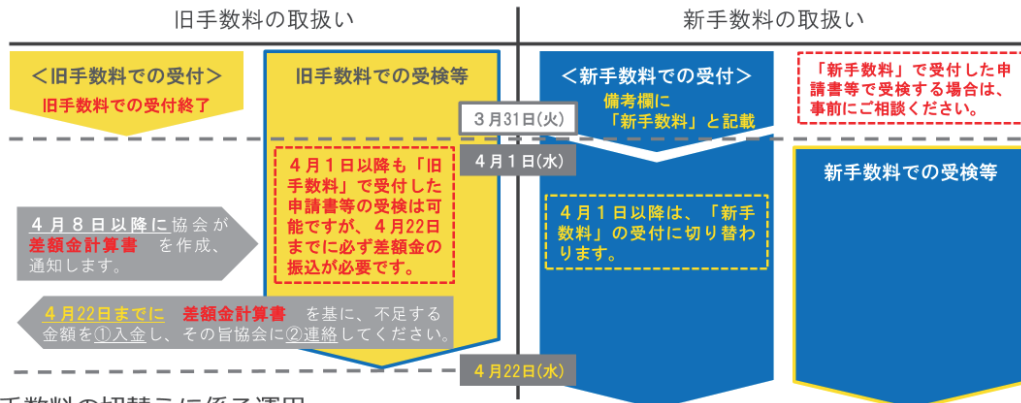 旧手数料の取扱い
新手数料の取扱い
＜旧手数料での受付＞
旧手数料での受付終了
旧手数料での受検等
＜新手数料での受付＞
備考欄に
「新手数料」と記載
「新手数料」で受付した申
請書等で受検する場合は、
事前にご相談ください。
３月31日(火)
４月１日(水)
４月１日以降も「旧
手数料」で受付した
申請書等の受検は可
能ですが、４月22日
までに必ず差額金の
振込が必要です。
新手数料での受検等
４月１日以降は、「新手
数料」の受付に切り替わ
ります。
４月８日以降に協会が
差額金計算書 を作成、
通知します。
４月22日までに 差額金計算書 を基に、不足する
金額を①入金し、その旨協会に②連絡してください。
４月22日(水)
手数料の切替えに係る運用